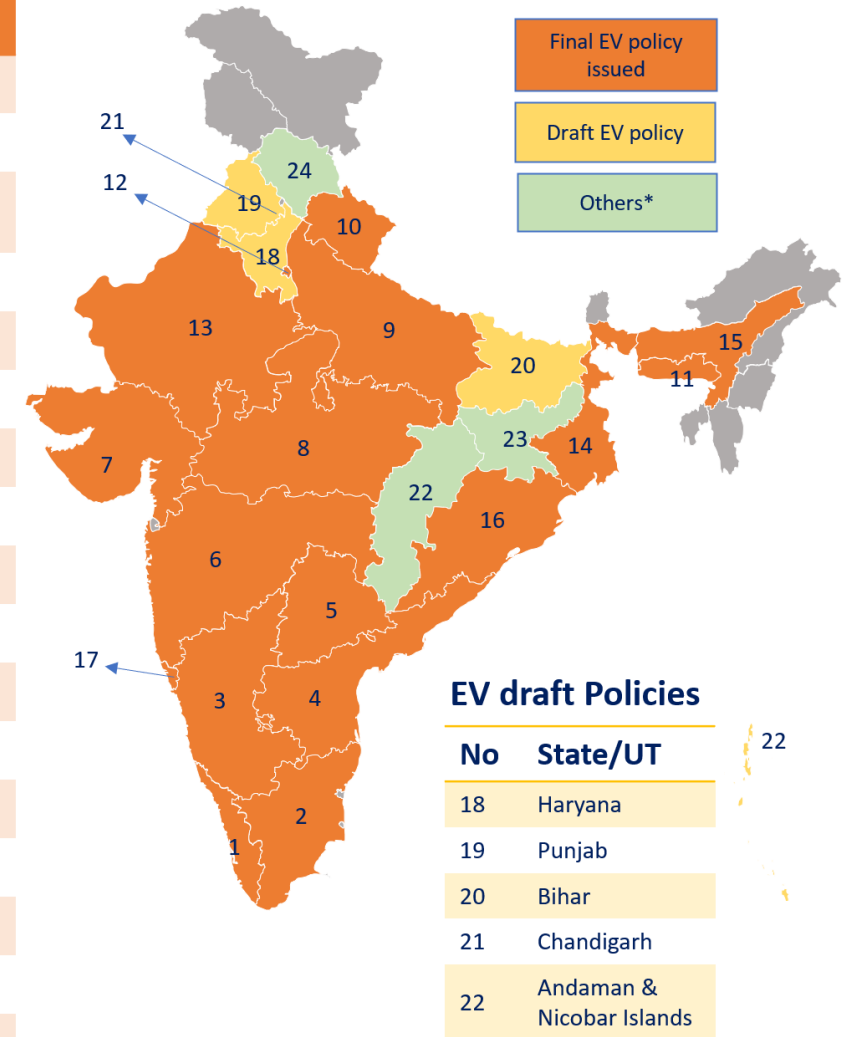 Final EV policy
issued
Draft EV policy
Others*
21
12
24
19
10
18
13
9
15
20
11
23
14
7
8
22
16
6
5
17
3
4
2
1
22
EV draft Policies
No State/UT
18 Haryana
19 Punjab
20 Bihar
21 Chandigarh
22 Andaman &
Nicobar Islands